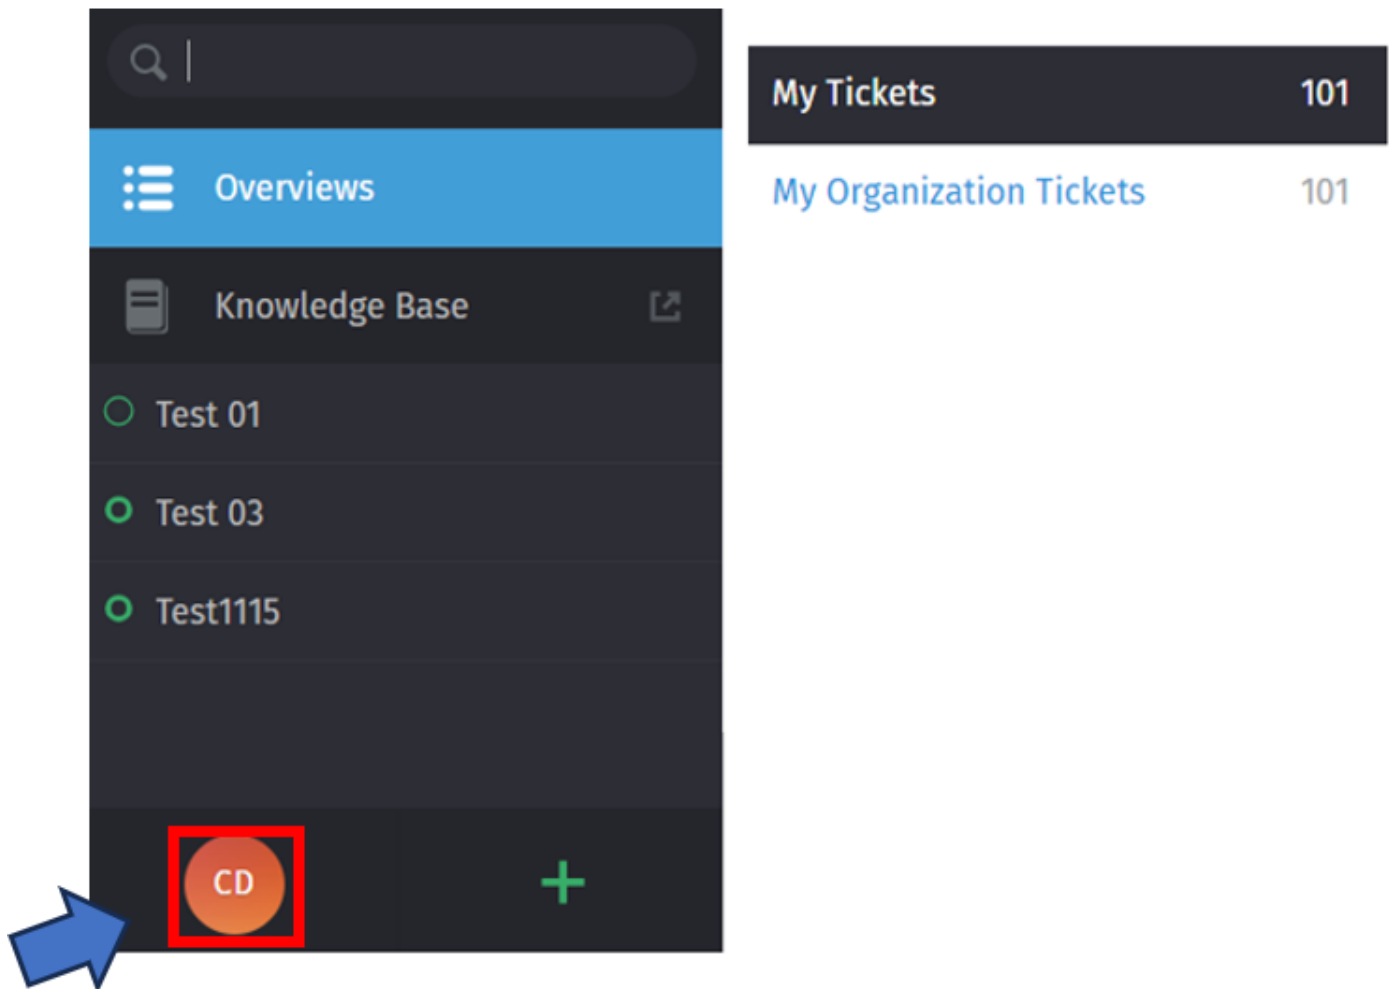 Overviews
Knowledge Base
Test 01
Test 03
Test1115
CD
My Tickets 101
My Organization Tickets 101